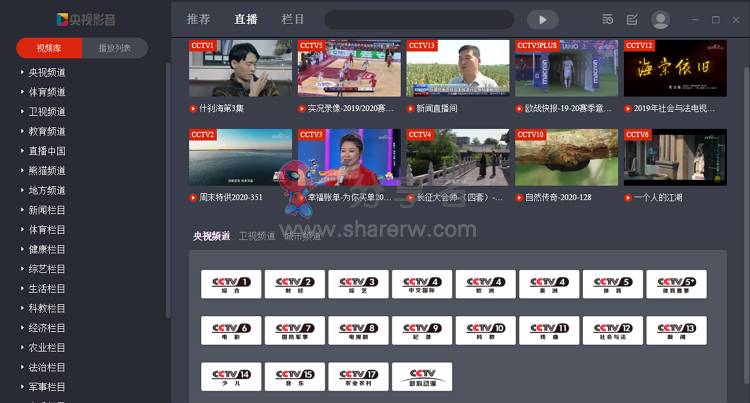 央视影音
推荐 直播 栏目
视频库 播放列表
央视频道
体育频道
卫视频道
教育频道
直播中国
熊猫频道
地方频道
新闻栏目
体育栏目
健康栏目
综艺栏目
生活栏目
科教栏目
经济栏目
农业栏目
法治栏目
军事栏目
CCTV1 CCTV5 CCTV13 CCTV5PLUS CCTV12
海棠依旧
什刹海第3集 实况录像-2019/2020赛... 新闻直播间 欧战快报-19-20赛季意... 2019年社会与法电视...
CCTV2 CCTV3 CCTV4 CCTV10 CCTV6
周末特供2020-351 幸福账单-为你买单20... 长征大会师-（四套）-... 自然传奇-2020-128 一个人的江湖
分享者
www.sharerw.com
央视频道 卫视频道 城市频道
CCTV 1 CCTV 2 CCTV 3 CCTV 4 CCTV 4 CCTV 4 CCTV 5 CCTV 5+
综合 财经 综艺 中文国际 欧洲 美洲 体育 体育赛事
CCTV 6 CCTV 7 CCTV 8 CCTV 9 CCTV 10 CCTV 11 CCTV 12 CCTV 13
电影 国防军事 电视剧 纪录 科教 戏曲 社会与法 新闻
CCTV 14 CCTV 15 CCTV 17 CCTV
少儿 音乐 农业农村 新科动漫